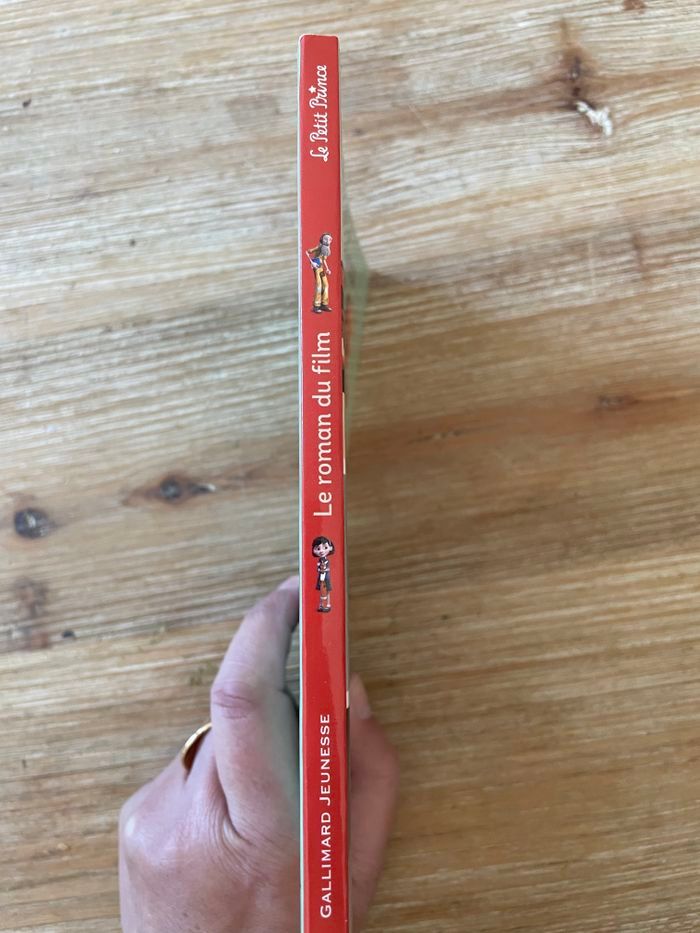 Le Petit Prince
Le roman du film
GALLIMARD JEUNESSE